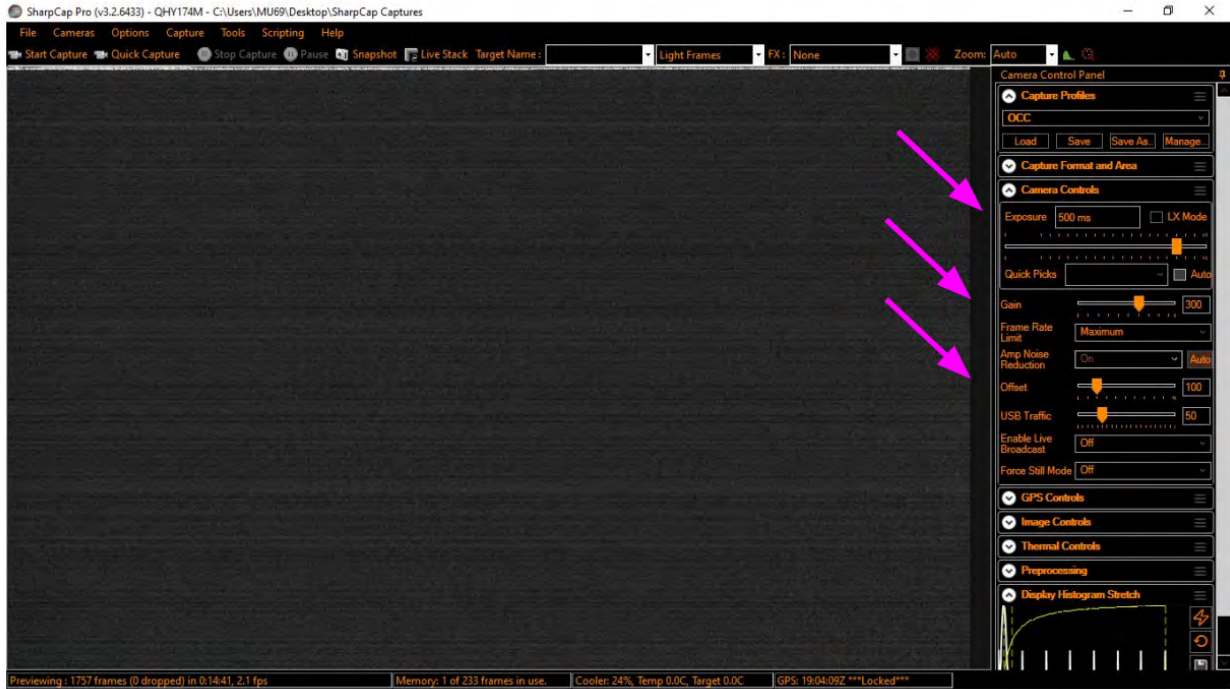 SharpCap Pro (v3.2.6433) - QHY174M - C:\Users\MU69\Desktop\SharpCap Captures
File Cameras Options Capture Tools Scripting Help
Start Capture Quick Capture Stop Capture Pause Snapshot Live Stack Target Name : Light Frames FX : None Zoom: Auto
Camera Control Panel
Capture Profiles
OCC
Load Save Save As.. Manage..
Capture Format and Area
Camera Controls
Exposure 500 ms LX Mode
Quick Picks Auto
Gain 300
Frame Rate Limit Maximum
Amp Noise Reduction On Auto
Offset 100
USB Traffic 50
Enable Live Broadcast Off
Force Still Mode Off
GPS Controls
Image Controls
Thermal Controls
Preprocessing
Display Histogram Stretch
Previewing : 1757 frames (0 dropped) in 0:14:41, 2.1 fps Memory: 1 of 233 frames in use. Cooler: 24%, Temp 0.0C, Target 0.0C GPS: 19:04:09Z ***Locked***